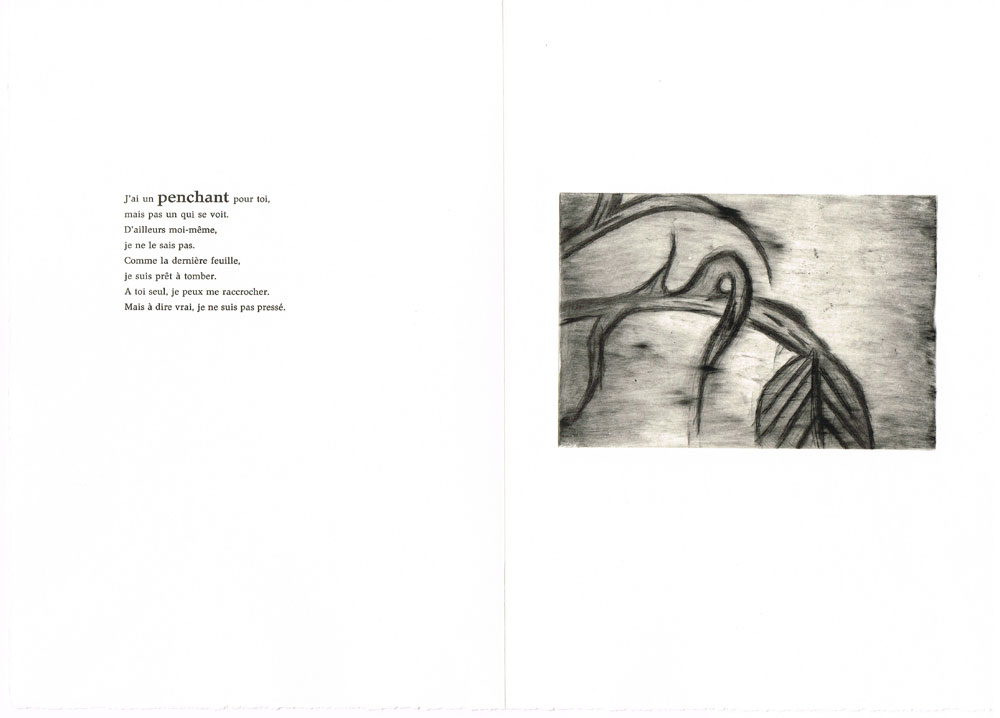 J'ai un penchant pour toi,
mais pas un qui se voit.
D'ailleurs moi-même,
je ne le sais pas.
Comme la dernière feuille,
je suis prêt à tomber.
A toi seul, je peux me raccrocher.
Mais à dire vrai, je ne suis pas pressé.